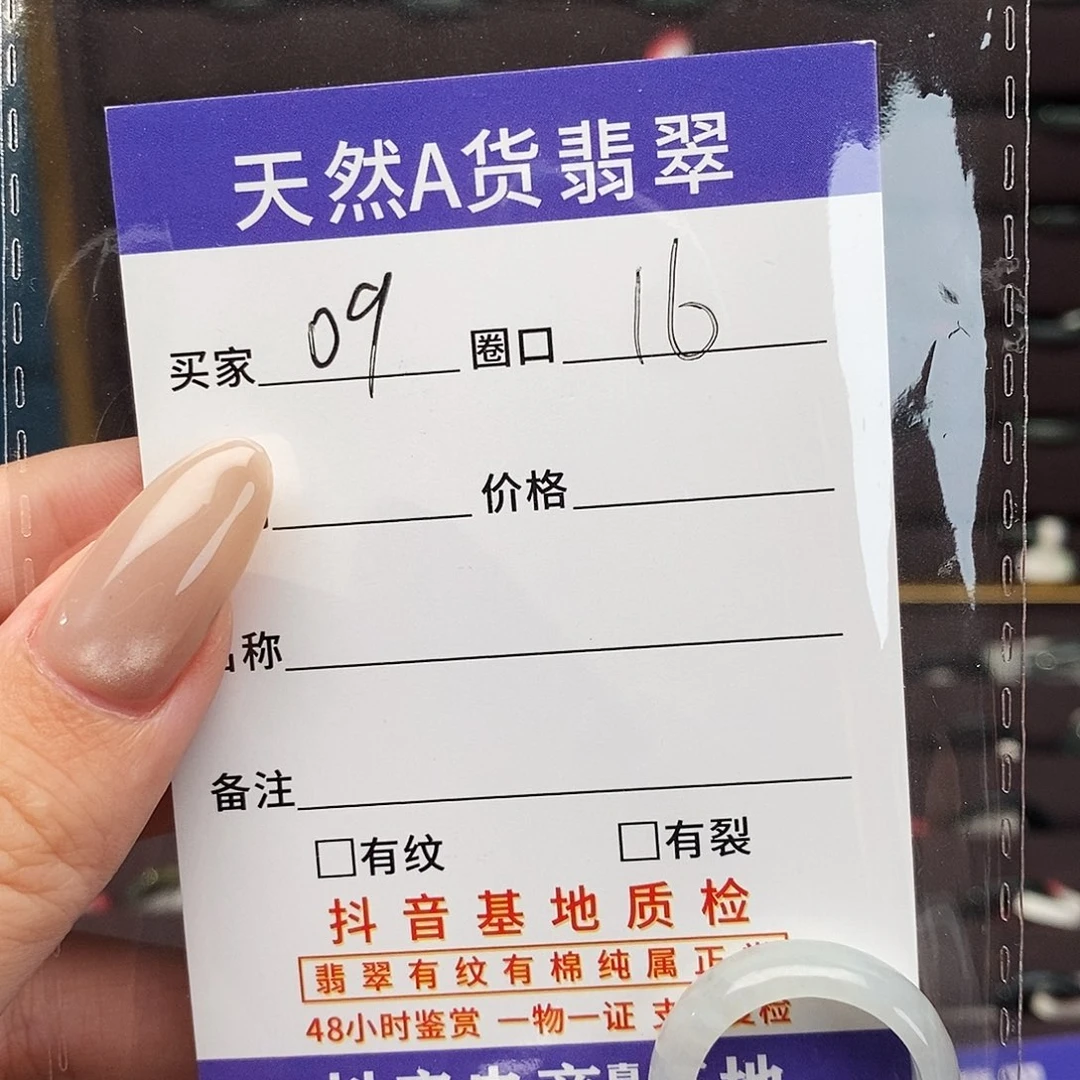 天然A货翡翠
买家 09 圈口 16
价格
称
备注
□有纹 □有裂
抖音基地质检
翡翠有纹有棉纯属正
48小时鉴赏 一物一证 支 检